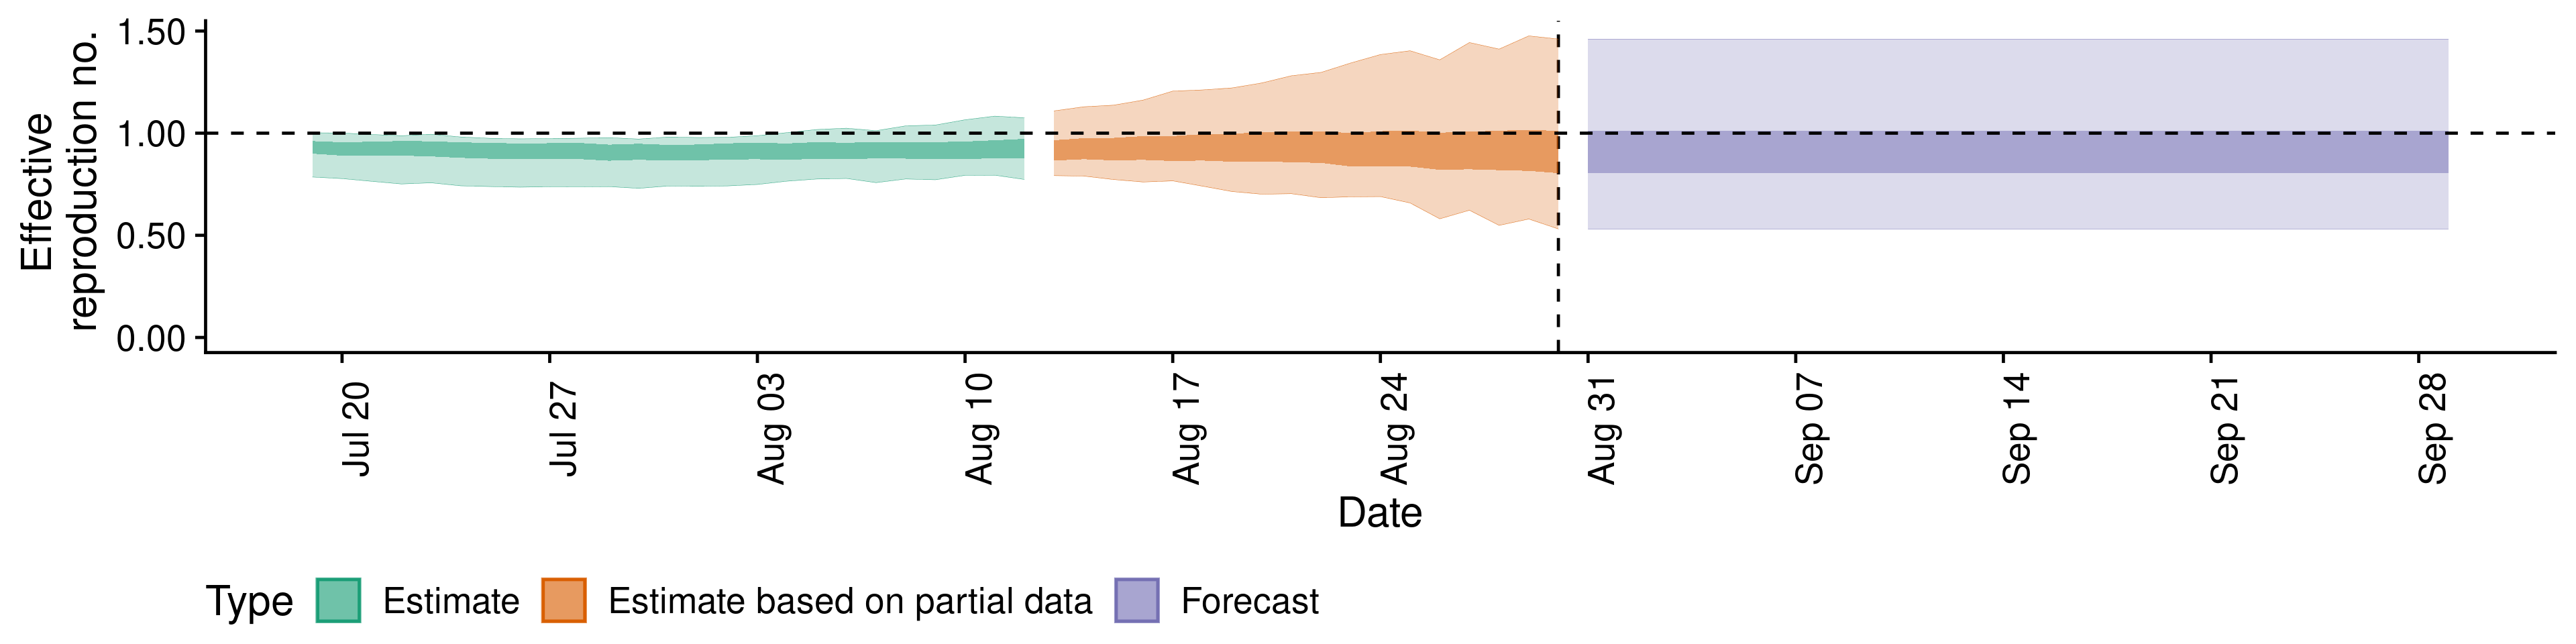 Effective
reproduction no.
1.50
1.00
0.50
0.00
Jul 20
Jul 27
Aug 03
Aug 10
Aug 17
Aug 24
Aug 31
Sep 07
Sep 14
Sep 21
Sep 28
Date
Type Estimate Estimate based on partial data Forecast